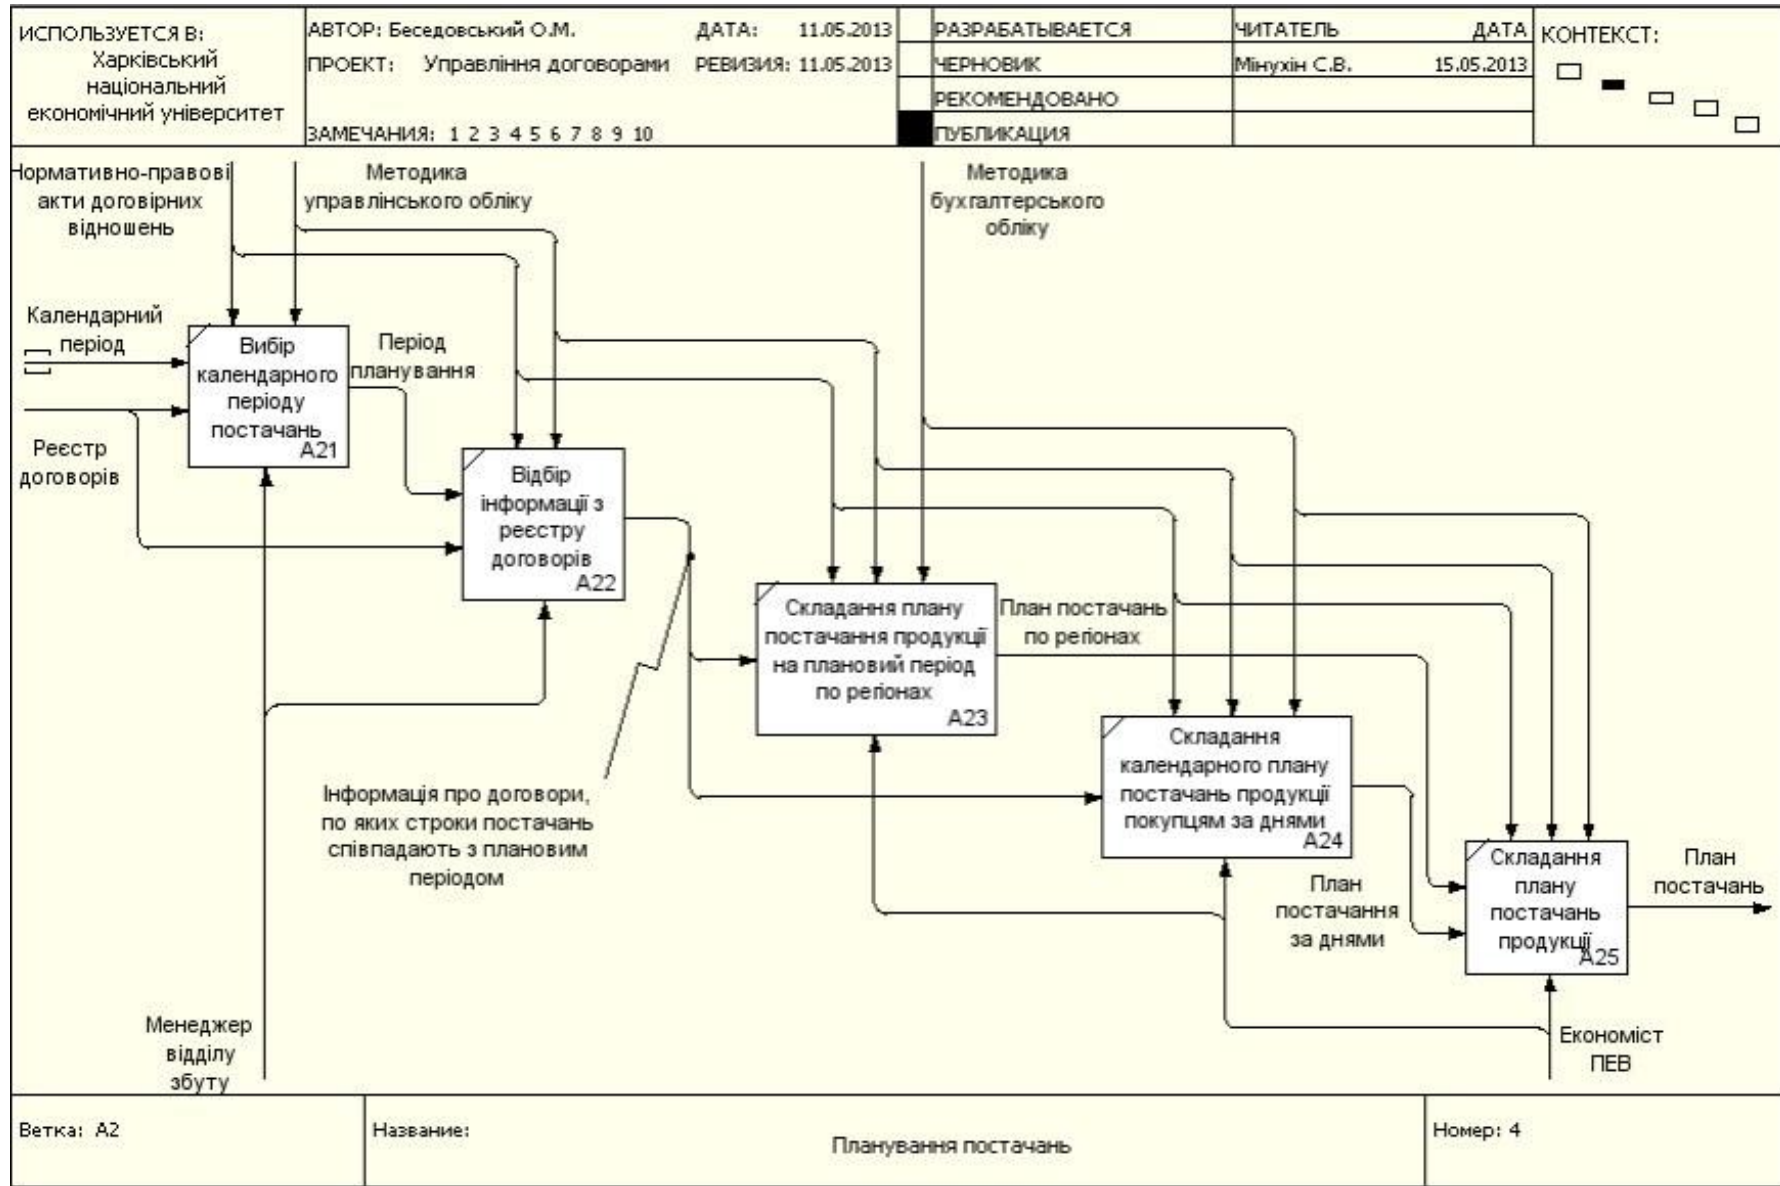 ИСПОЛЬЗУЕТСЯ В:
Харківський
національний
економічний університет
АВТОР: Беседовський О.М.
ДАТА: 11.05.2013
ПРОЕКТ: Управління договорами
РЕВИЗИЯ: 11.05.2013
ЗАМЕЧАНИЯ: 1 2 3 4 5 6 7 8 9 10
РАЗРАБАТЫВАЕТСЯ
ЧЕРНОВИК
РЕКОМЕНДОВАНО
ПУБЛИКАЦИЯ
ЧИТАТЕЛЬ
ДАТА
Мінухін С.В.
15.05.2013
КОНТЕКСТ:
Нормативно-правові
акти договірних
відношень
Методика
управлінського обліку
Методика
бухгалтерського
обліку
Календарний
період
Реєстр
договорів
Вибір
календарного
періоду
постачань
A21
Період
планування
Відбір
інформації з
реєстру
договорів
A22
Складання плану
постачання продукції
на плановий період
по регіонах
A23
План постачань
по регіонах
Складання
календарного плану
постачань продукції
покупцям за днями
A24
Інформація про договори,
по яких строки постачань
співпадають з плановим
періодом
План
постачання
за днями
Складання
плану
постачань
продукції
A25
План
постачань
Менеджер
відділу
збуту
Економіст
ПЕВ
Ветка: A2
Название:
Планування постачань
Номер: 4